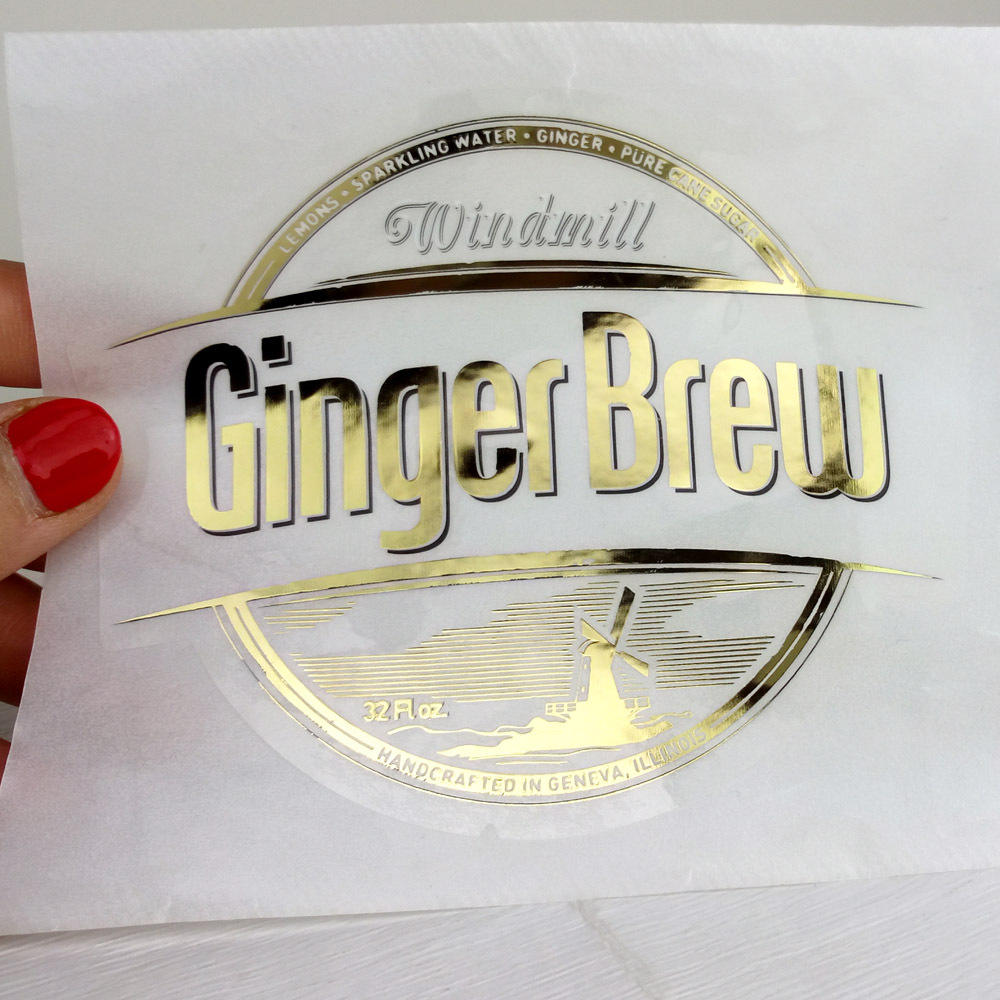 LEMONS • SPARKLING WATER • GINGER • PURE CANE SUGAR
Windmill
Ginger Brew
32 Fl oz.
HANDCRAFTED IN GENEVA, ILLINOIS